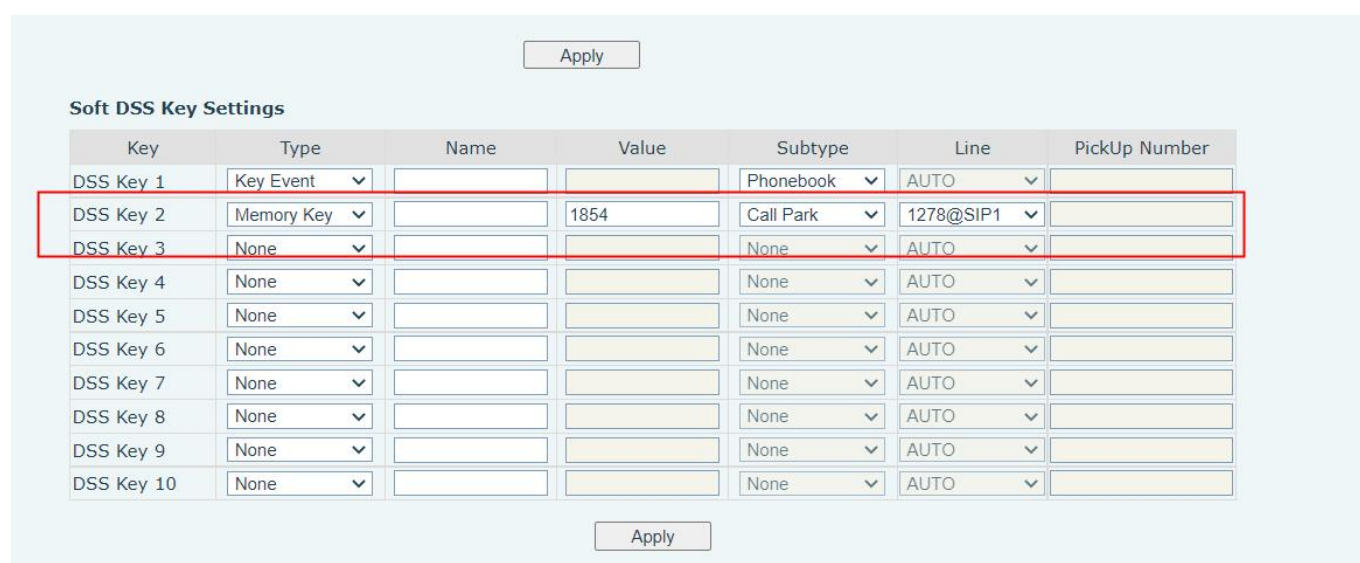 Apply
Soft DSS Key Settings
Key Type Name Value Subtype Line PickUp Number
DSS Key 1 Key Event Phonebook AUTO
DSS Key 2 Memory Key 1854 Call Park 1278@SIP1
DSS Key 3 None None AUTO
DSS Key 4 None None AUTO
DSS Key 5 None None AUTO
DSS Key 6 None None AUTO
DSS Key 7 None None AUTO
DSS Key 8 None None AUTO
DSS Key 9 None None AUTO
DSS Key 10 None None AUTO
Apply